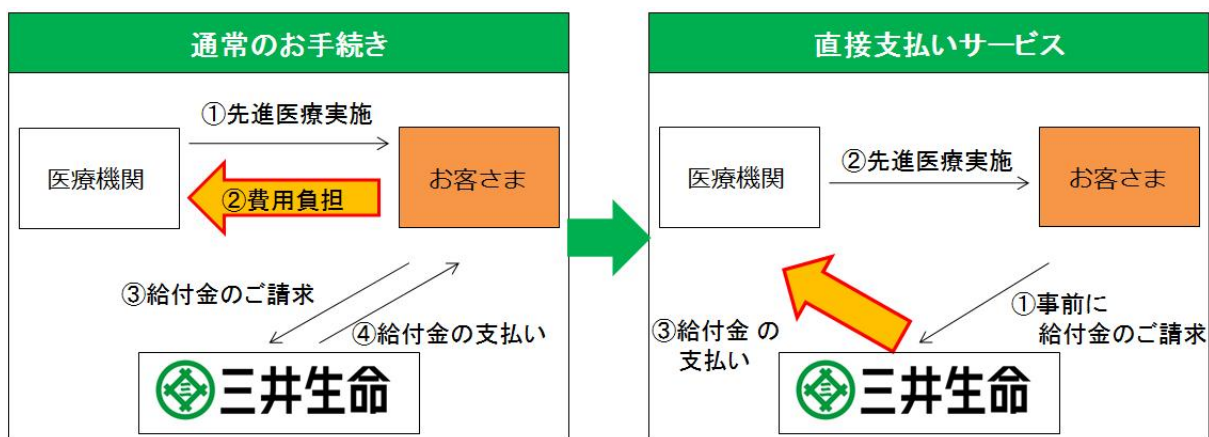 通常のお手続き
①先進医療実施
医療機関
お客さま
②費用負担
③給付金のご請求
④給付金の支払い
三井生命
直接支払いサービス
医療機関
②先進医療実施
お客さま
①事前に
給付金のご請求
③給付金 の
支払い
三井生命